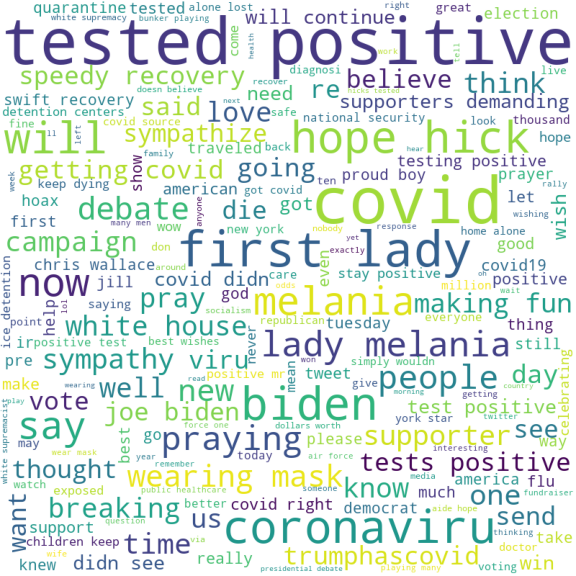 quarantine tested alone lost right great election
white supremacy bunker playing come health will continue
tested positive
speedy recovery need re believe think diagnosi live tell work
swift recovery doesn believe recover said love supporters demanding
detention centers covid source next safe hicks tested national security look thousand
fine ll left will sympathize traveled back hope hick hope
getting covid family show going hear testing positive prayer
week keep dying american got covid ten proud boy let wish rally
hoax debate die got covid wishing
first many men wow anyone new york nobody response home alone
campaign don first lady yet exactly good
ice_detention chris wallace around even stay positive covid19
now jill covid didn care oh positive
help lol saying pray god melania million making fun
point white house socialism odds republican tuesday everyone wait thing
ir positive test best wishes never lady melania still
pre sympathy viru positive mr mean tweet simply wouldn celebrating
make well new won give people day
vote wearing joe biden biden morning getting test positive country
white supremacist play say read force one dollars worth york star twitter
may best go praying please supporter see way
wear mask year today air force interesting
thought remember wearing mask tests positive
watch exposed public healthcare someone media america flu fundraiser
want breaking better covid right know much one
support question us via democrat aide hope send
children keep time coronaviru thinking doctor take
knew wife didn see really trumphascovid voting win
presidential debate playing many